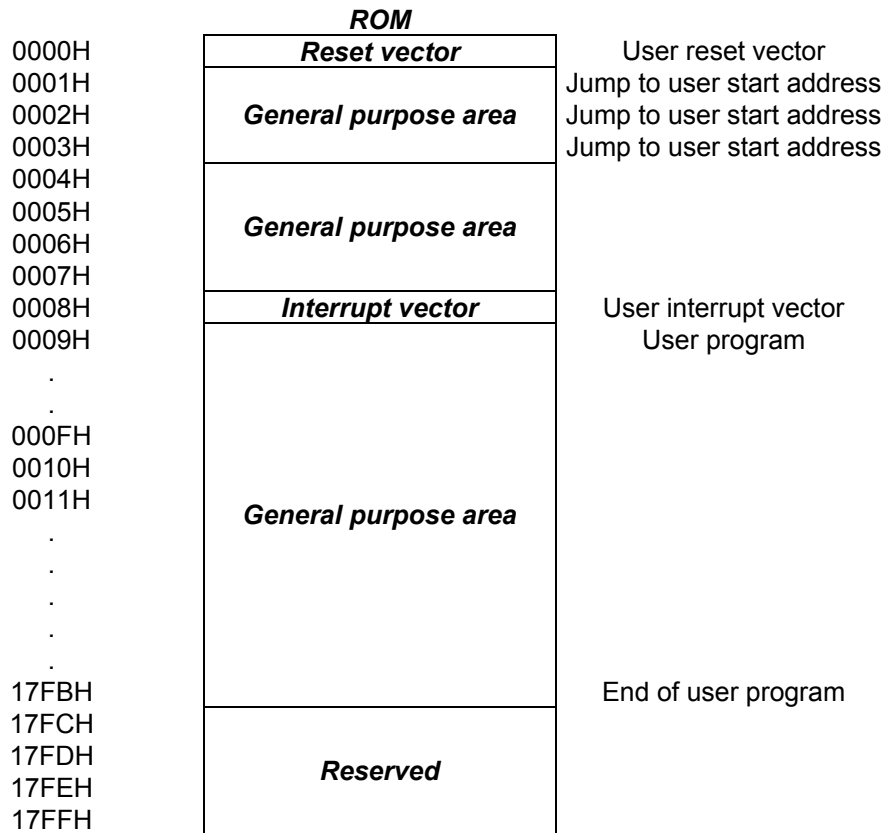 ROM
0000H Reset vector User reset vector
0001H Jump to user start address
0002H General purpose area Jump to user start address
0003H Jump to user start address
0004H
0005H
General purpose area
0006H
0007H
0008H Interrupt vector User interrupt vector
0009H User program
.
.
000FH
0010H
0011H
General purpose area
.
.
.
.
.
17FBH End of user program
17FCH
17FDH
Reserved
17FEH
17FFH